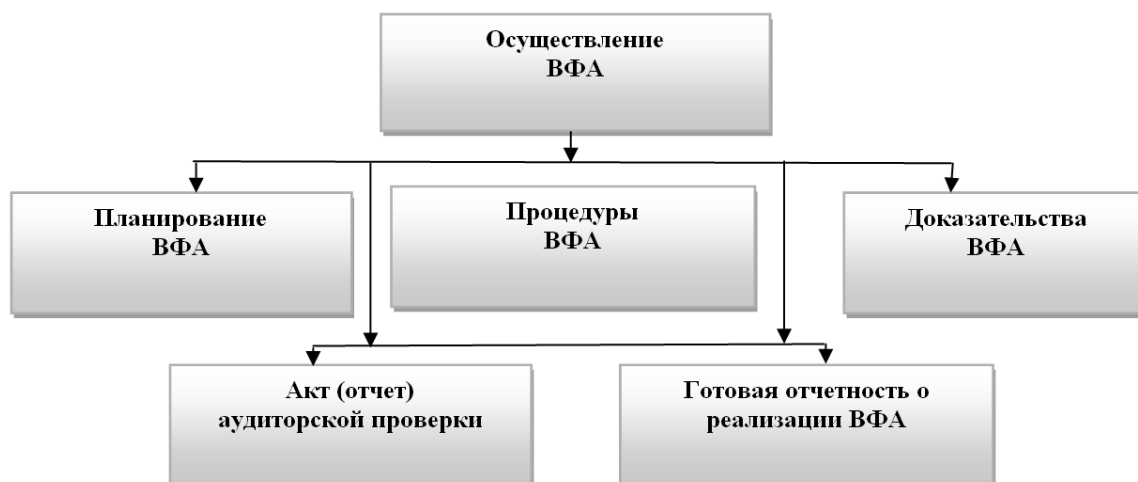 Осуществление
ВФА
Планирование
ВФА
Процедуры
ВФА
Доказательства
ВФА
Акт (отчет)
аудиторской проверки
Готовая отчетность о
реализации ВФА